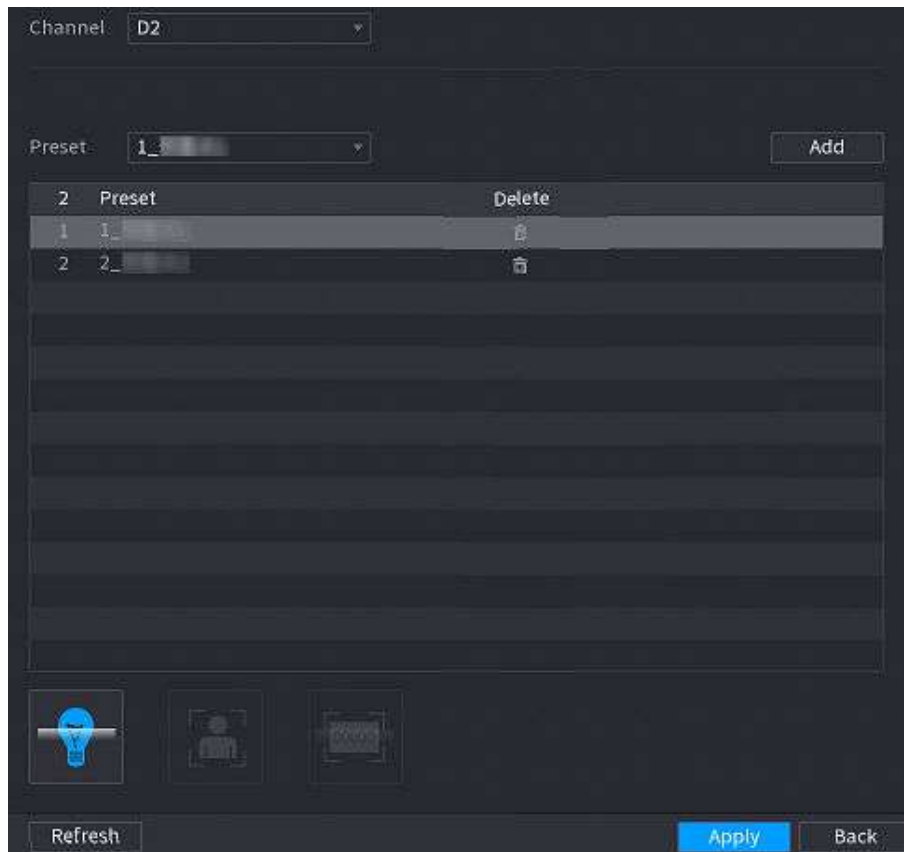 Channel D2
Preset 1_
Add
2 Preset Delete
1 1_
2 2_
Refresh Apply Back